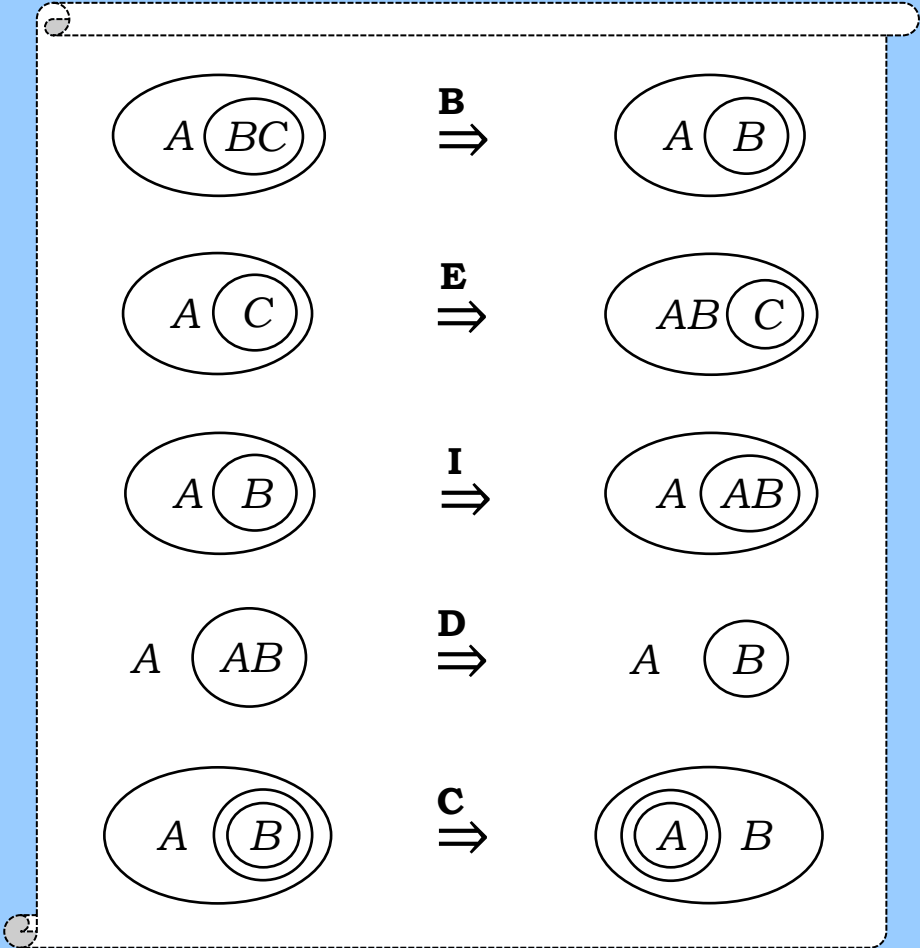 B
A BC ⇒ A B
E
A C ⇒ AB C
I
A B ⇒ A AB
D
A AB ⇒ A B
C
A B ⇒ A B